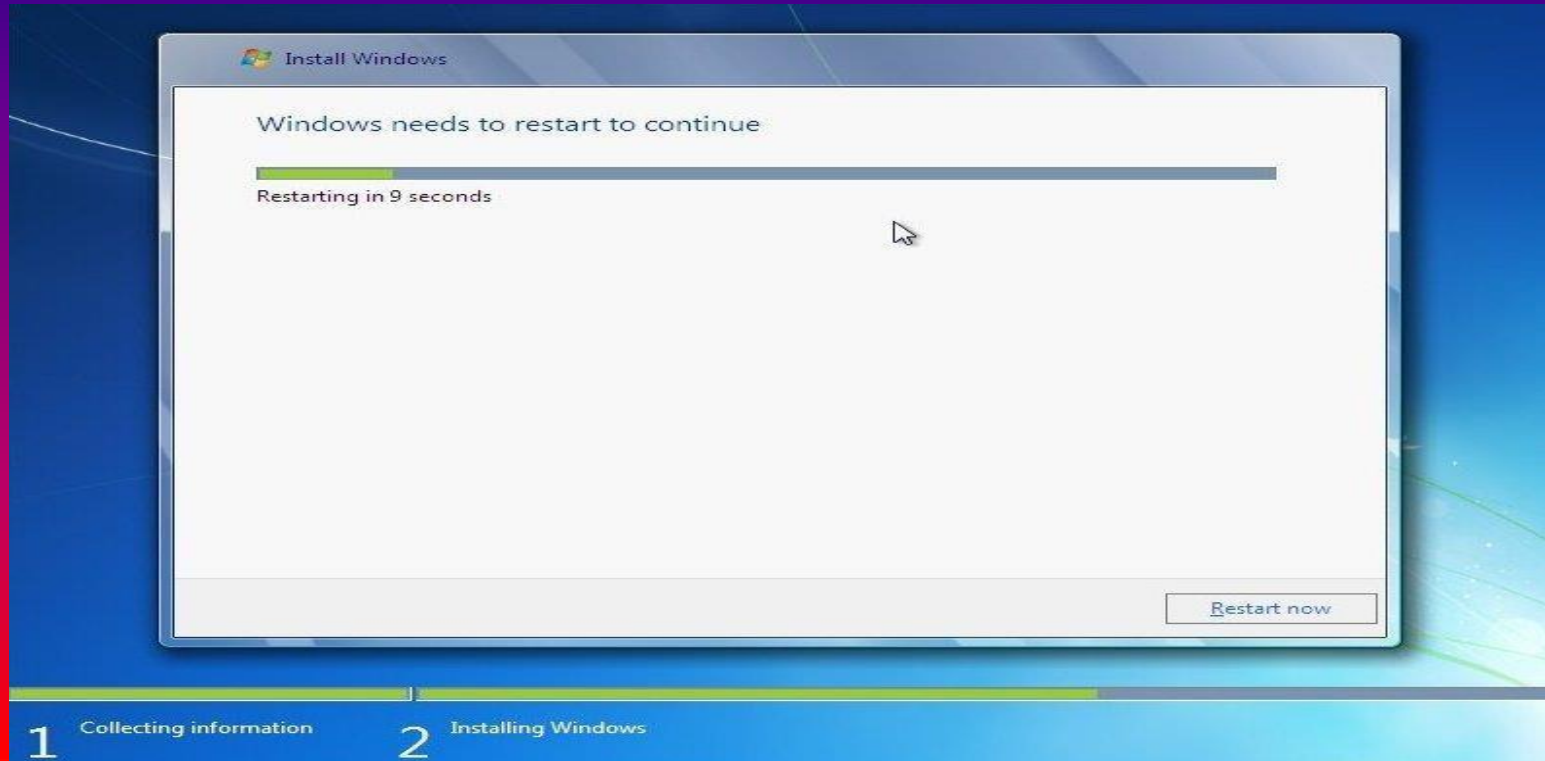 Install Windows
Windows needs to restart to continue
Restarting in 9 seconds
Restart now
1 Collecting information 2 Installing Windows